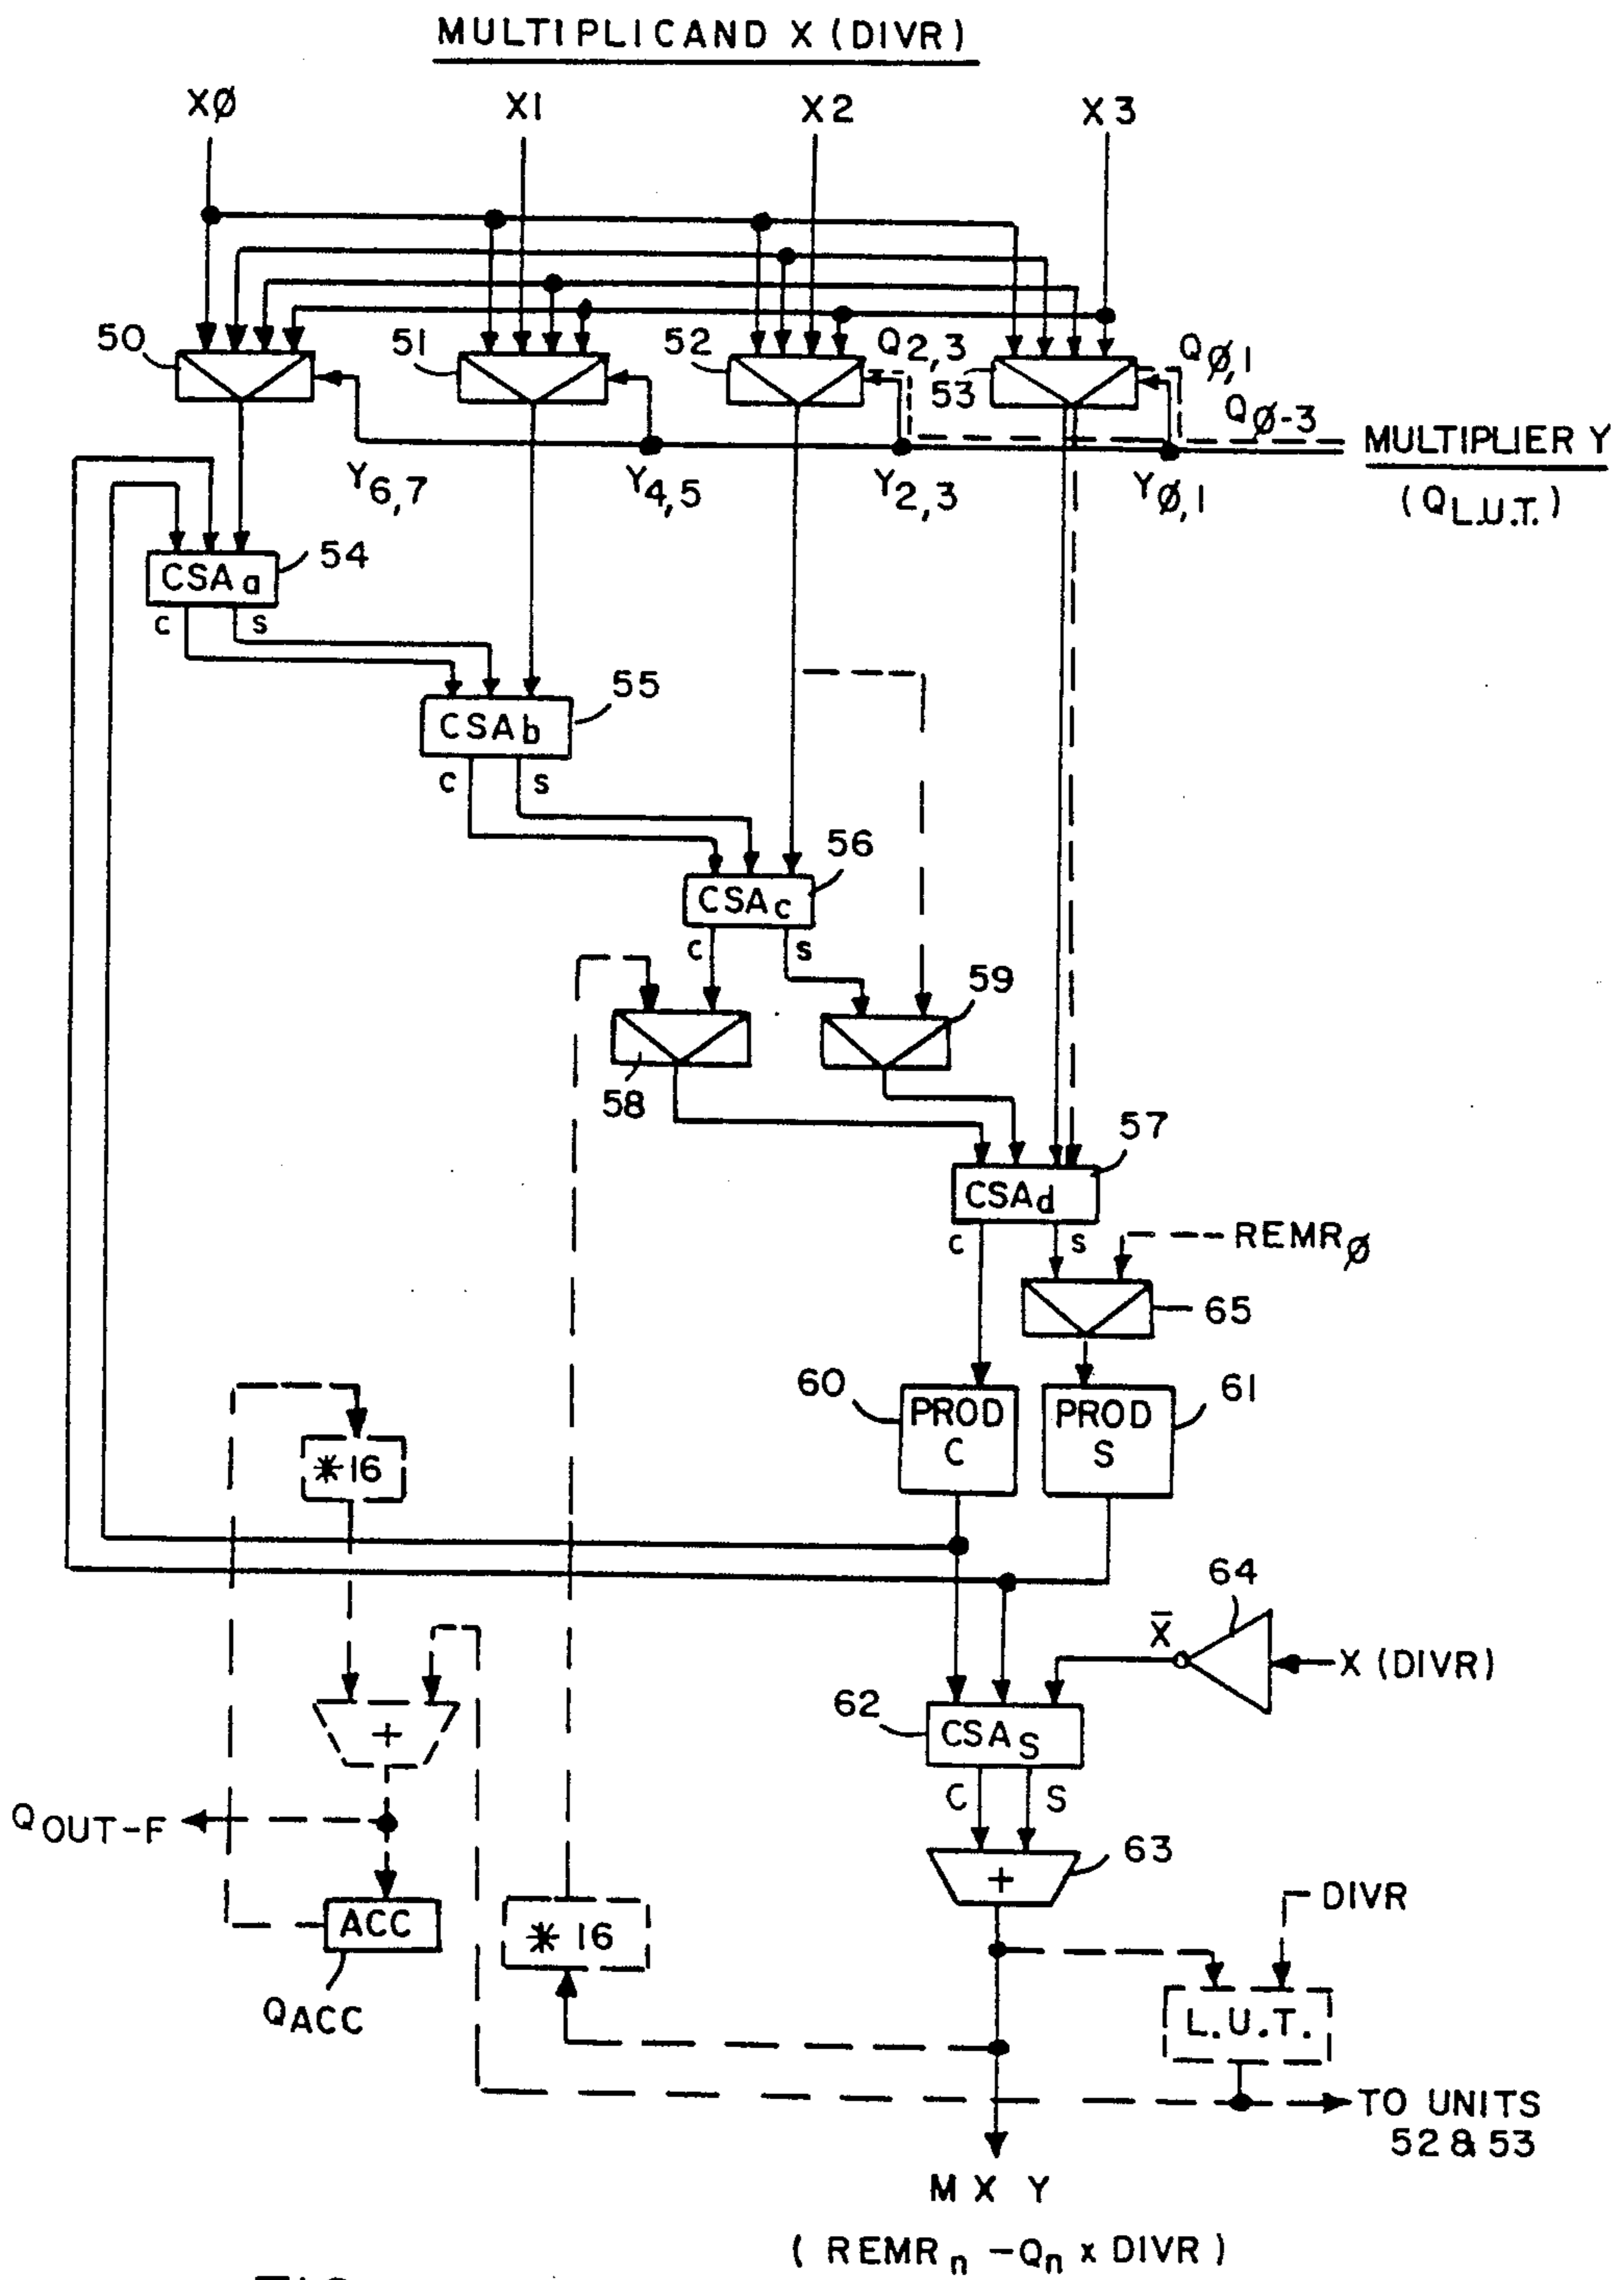 MULTIPLICAND X (DIVR)
XØ X1 X2 X3
50 51 52 Q2,3 53 QØ,1
QØ-3
MULTIPLIER Y
(QL.U.T.)
Y6,7 Y4,5 Y2,3 YØ,1
CSAa 54
c s
CSAb 55
c s
CSAc 56
c s
59
58
57
CSAd
c s
REMRØ
65
60 PROD C
PROD S 61
*16
64
X̄
X (DIVR)
62 CSAS
C S
+
QOUT-F
63
+
DIVR
ACC
* 16
QACC
L.U.T.
TO UNITS
52 & 53
M X Y
( REMRn -Qn x DIVR )